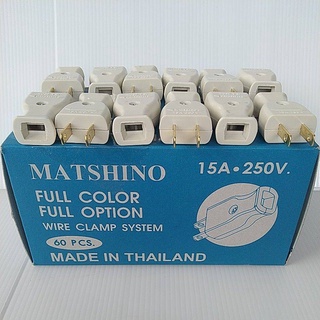 MATSHINO
15A•250V.
FULL COLOR
FULL OPTION
WIRE CLAMP SYSTEM
60 PCS.
MADE IN THAILAND